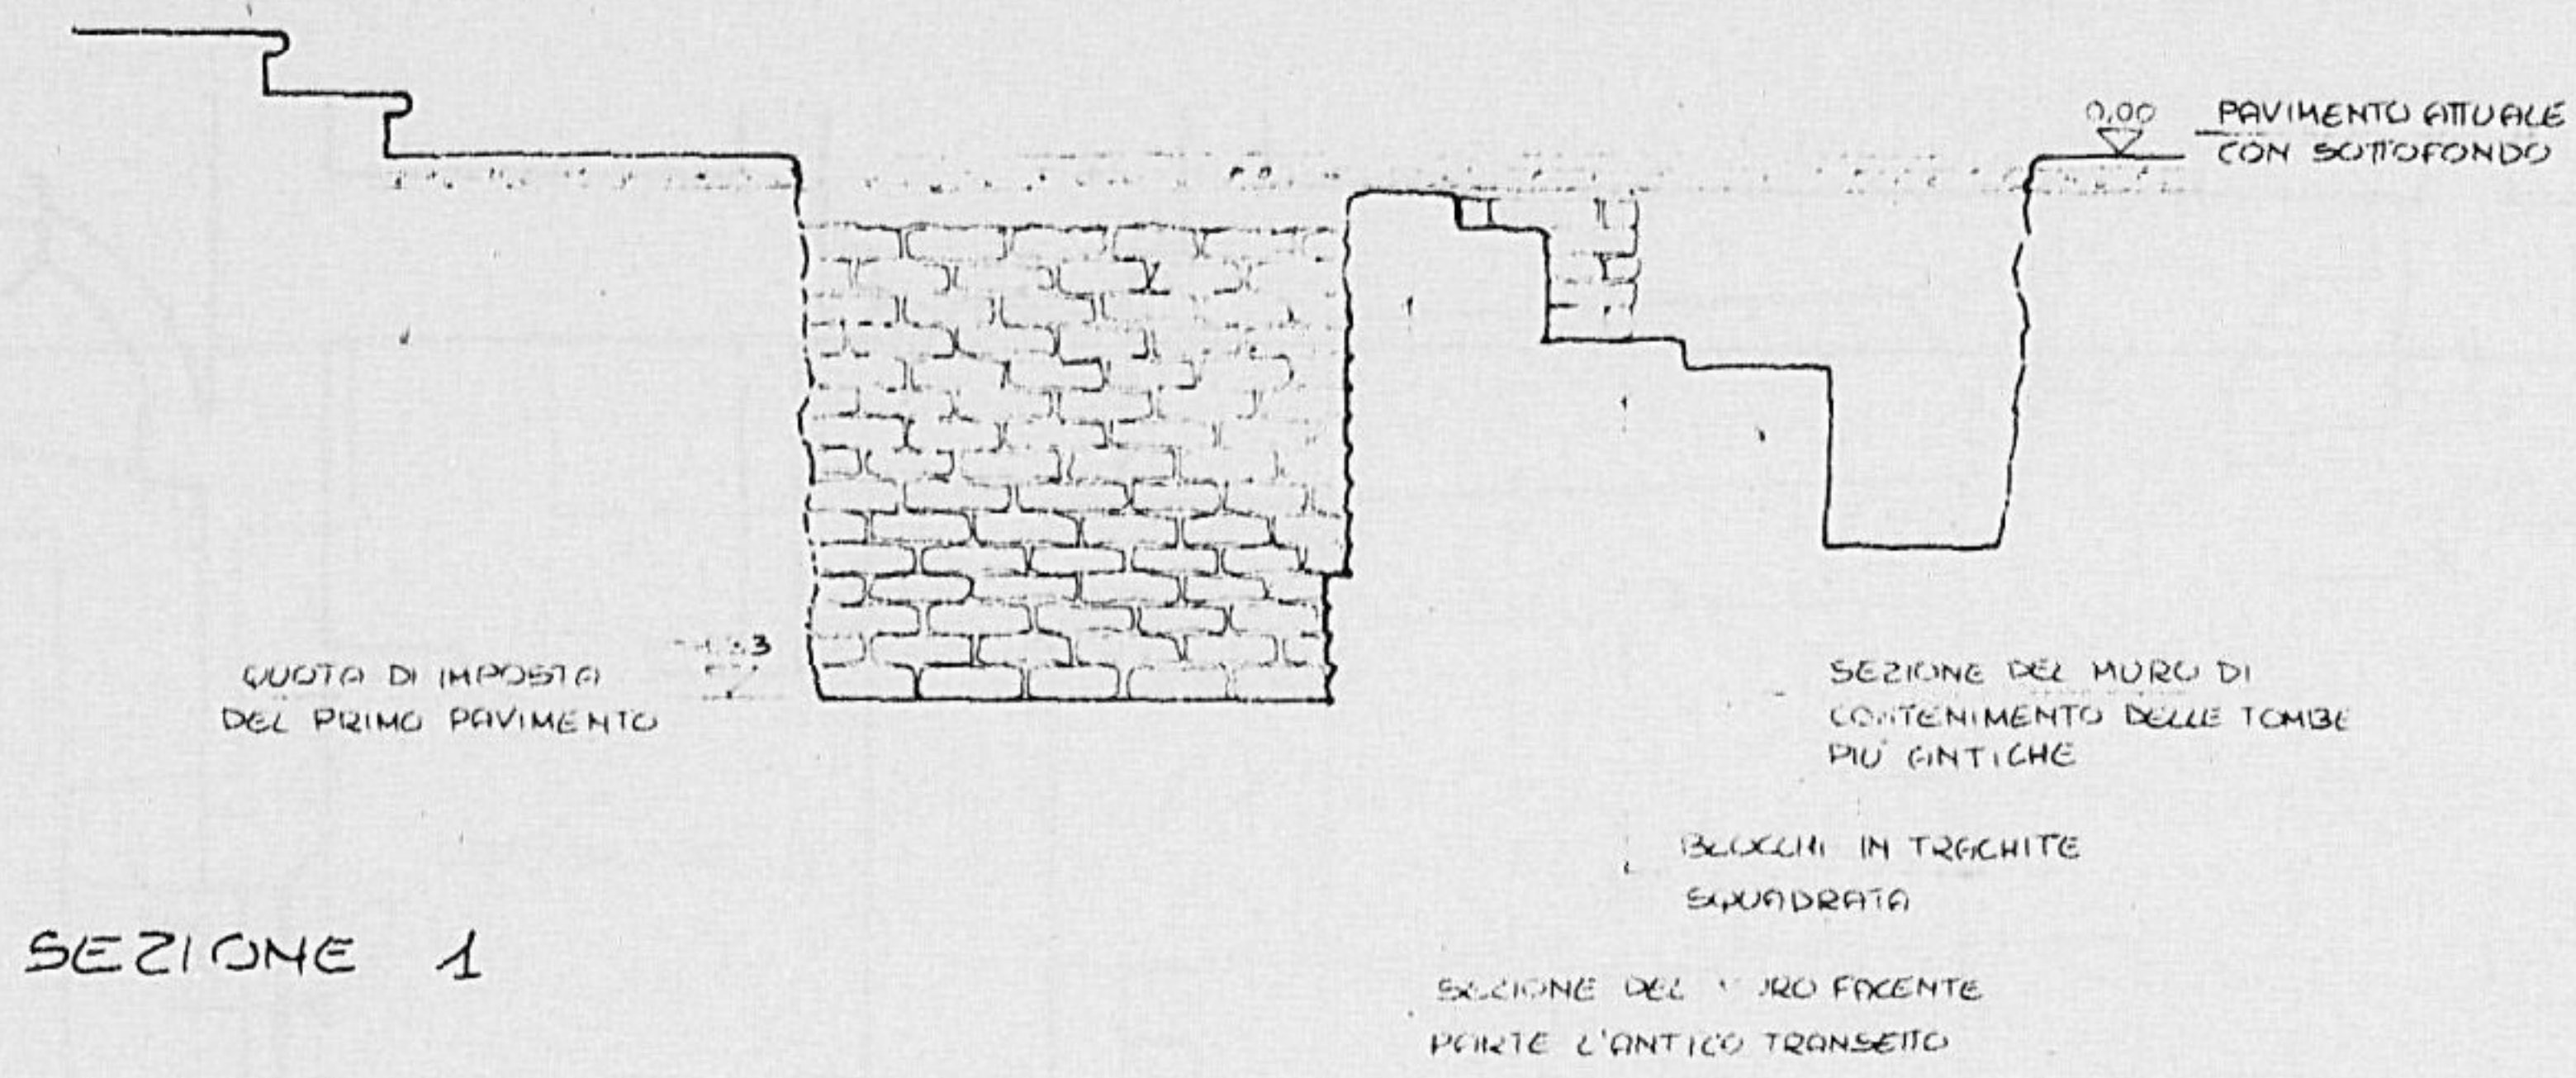 0,00
PAVIMENTO ATTUALE
CON SOTTOFONDO
QUOTA DI IMPOSTA
DEL PRIMO PAVIMENTO
SEZIONE DEL MURO DI
CONTENIMENTO DELLE TOMBE
PIU' ANTICHE
BLOCCHI IN TRACHITE
SQUADRATA
SEZIONE DEL FACENTE
PARTE L'ANTICO TRANSETTO
SEZIONE 1